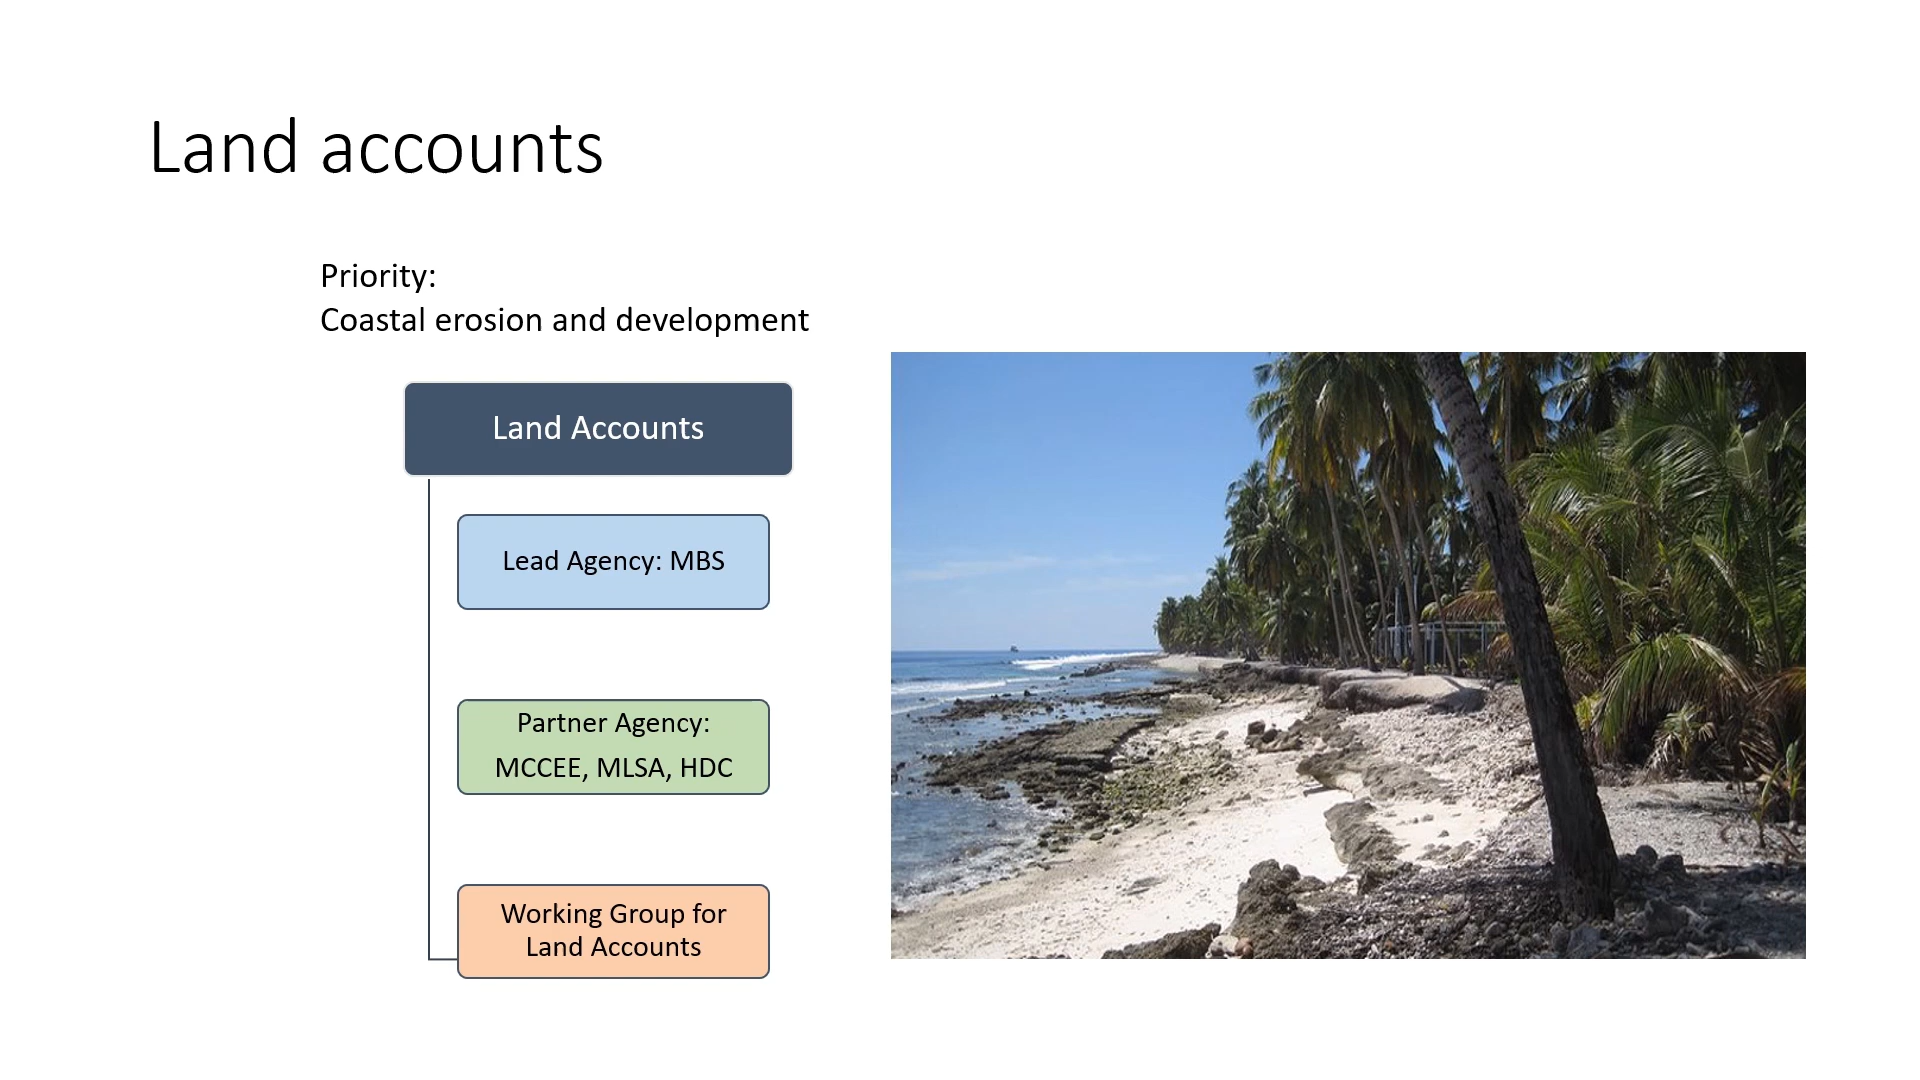 Land accounts
Priority:
Coastal erosion and development
Land Accounts
Lead Agency: MBS
Partner Agency:
MCCEE, MLSA, HDC
Working Group for
Land Accounts